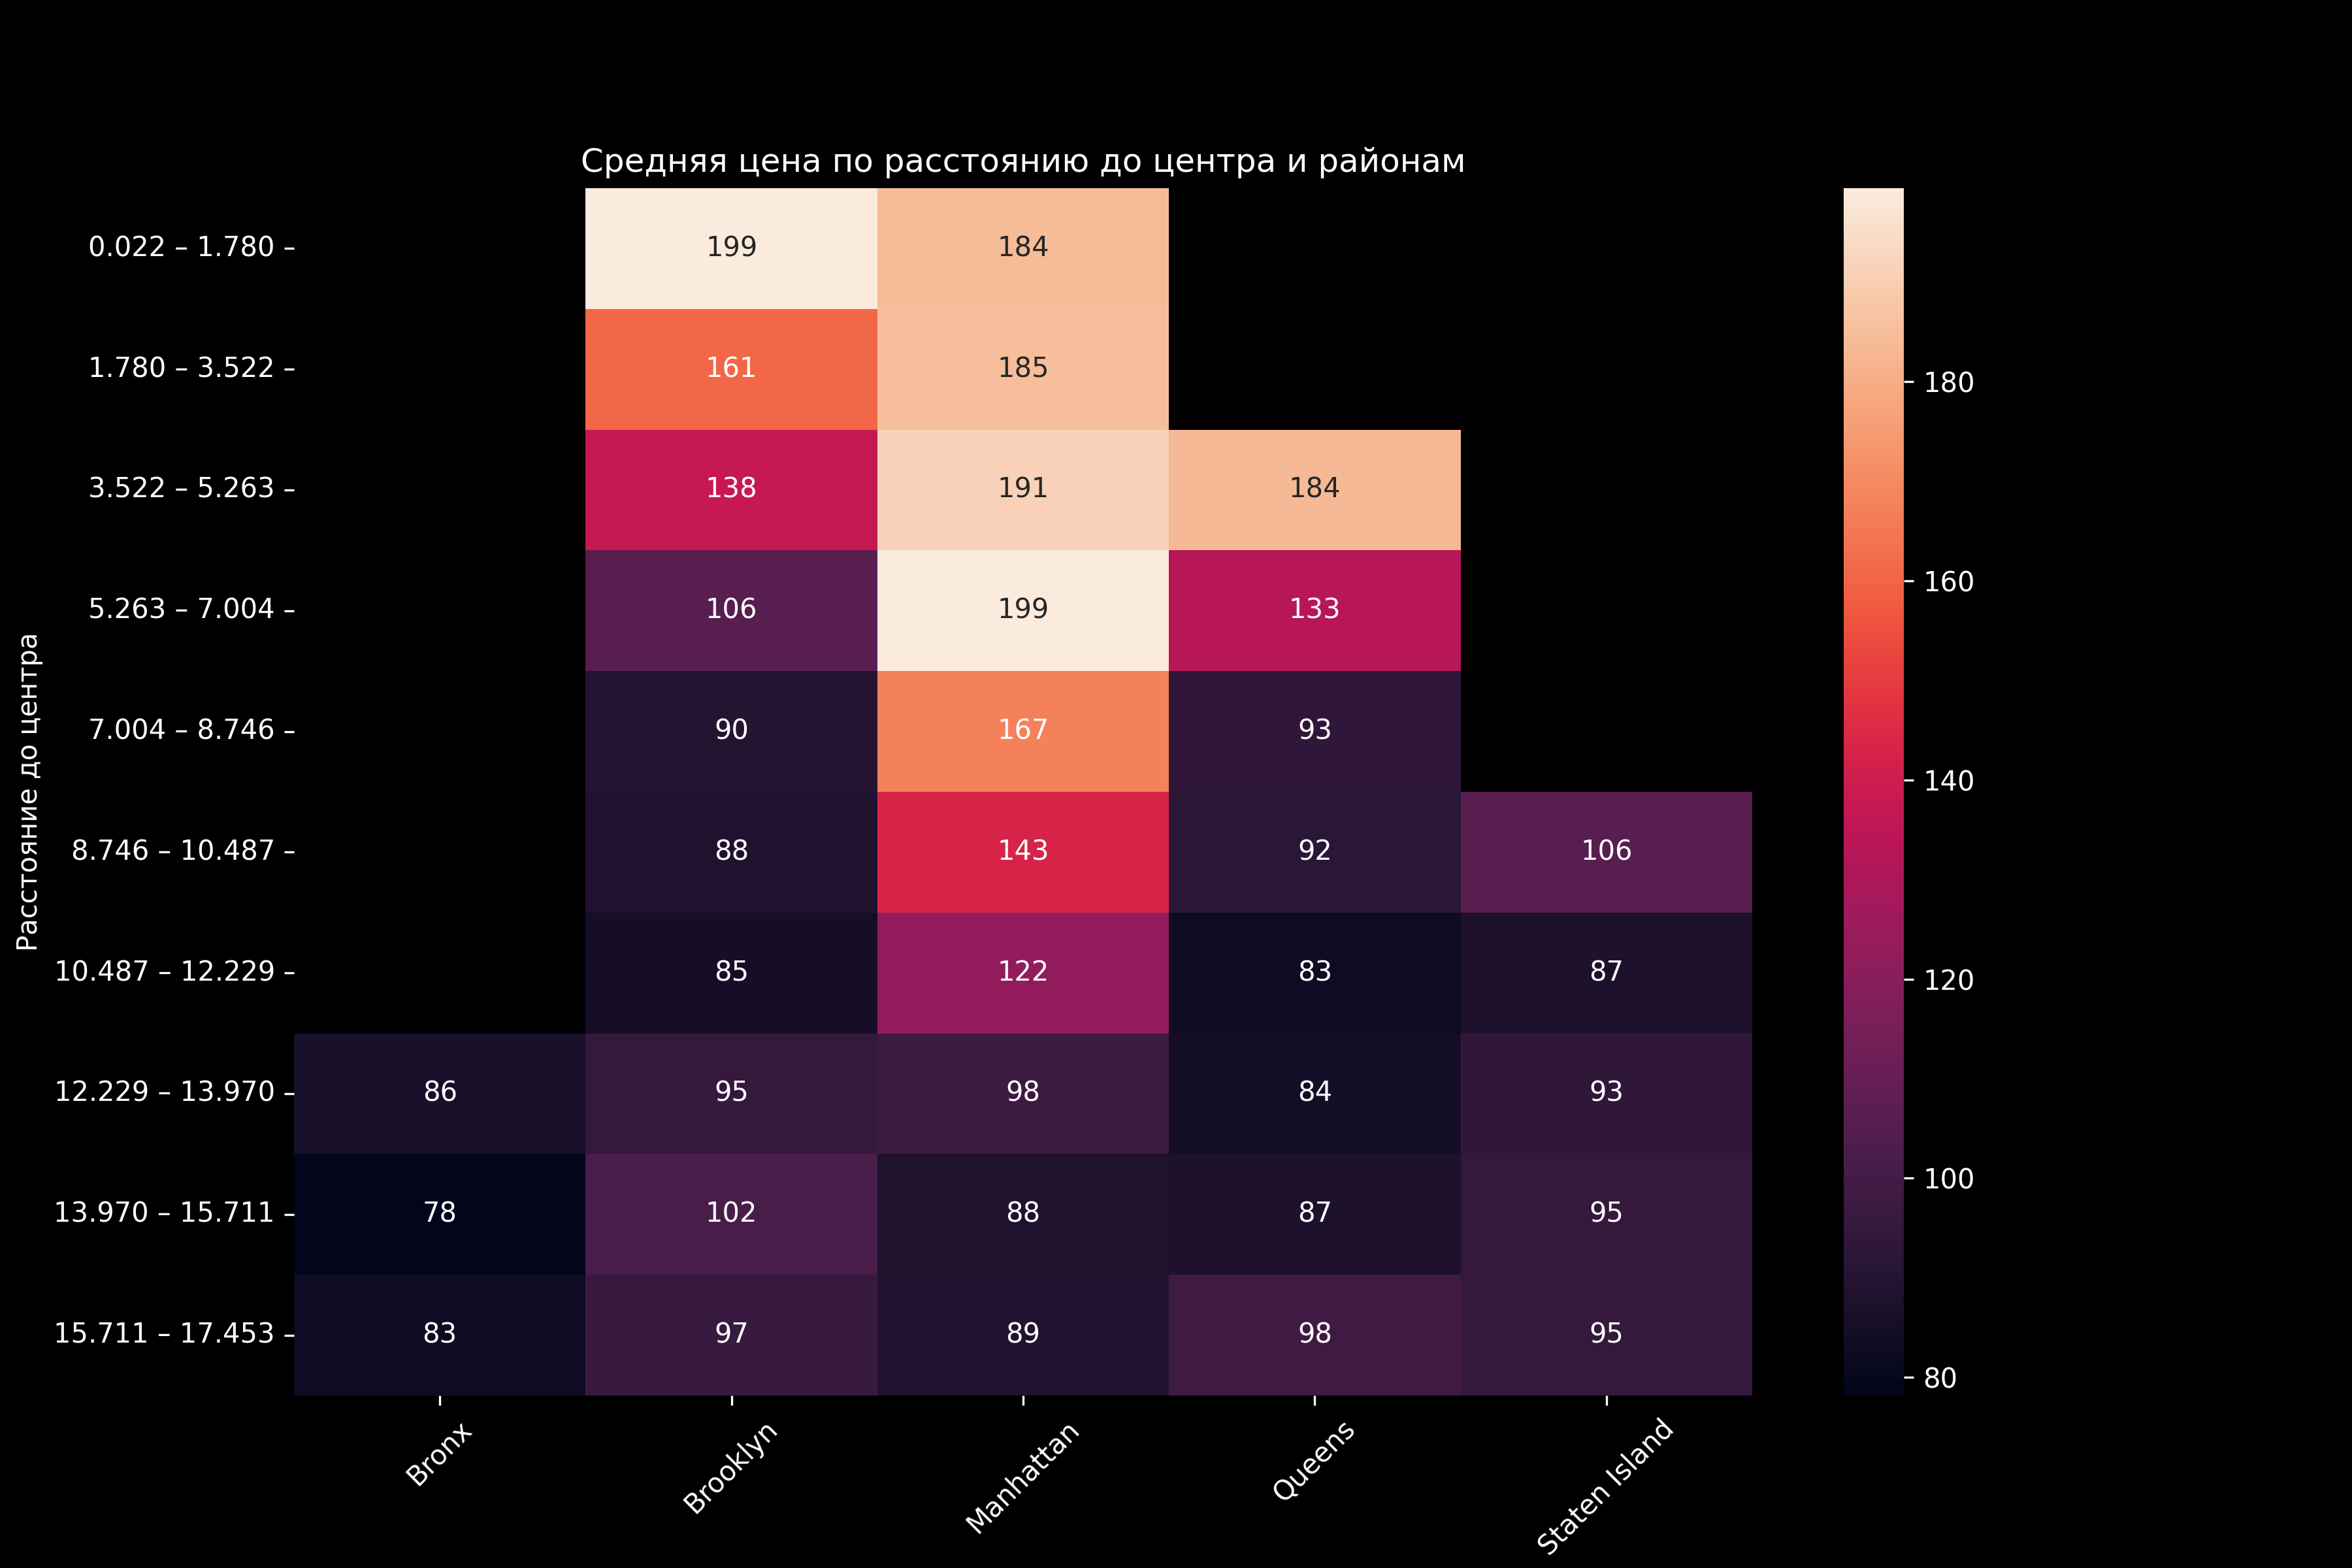 Средняя цена по расстоянию до центра и районам
Расстояние до центра
0.022 – 1.780 – 199 184
1.780 – 3.522 – 161 185
3.522 – 5.263 – 138 191 184
5.263 – 7.004 – 106 199 133
7.004 – 8.746 – 90 167 93
8.746 – 10.487 – 88 143 92 106
10.487 – 12.229 – 85 122 83 87
12.229 – 13.970 – 86 95 98 84 93
13.970 – 15.711 – 78 102 88 87 95
15.711 – 17.453 – 83 97 89 98 95
Bronx Brooklyn Manhattan Queens Staten Island
180
160
140
120
100
80